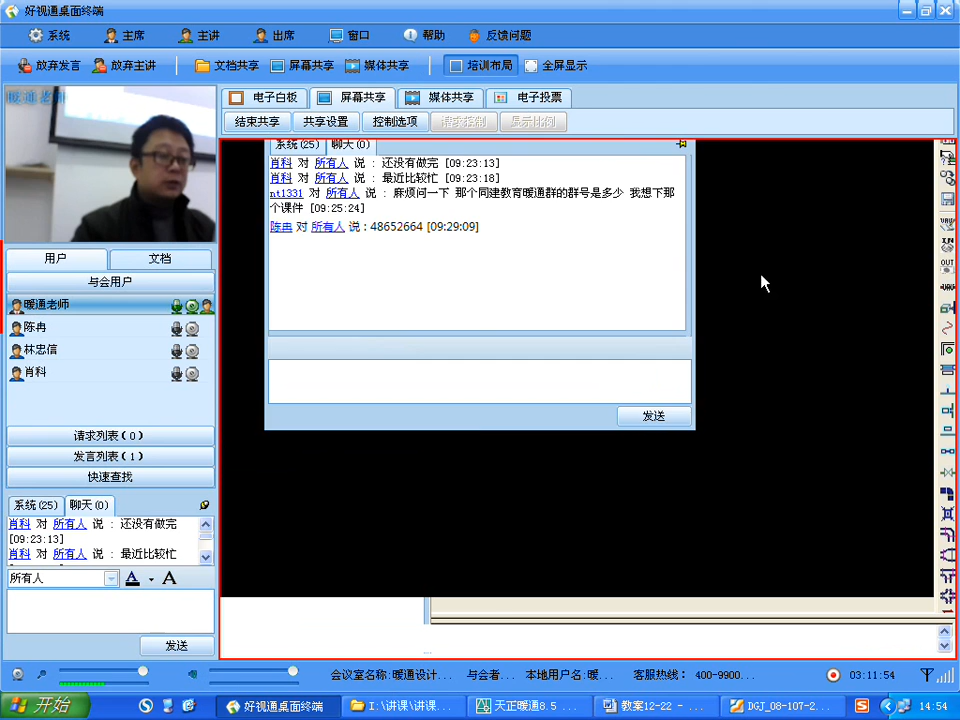 好视通桌面终端
系统 主席 主讲 出席 窗口 帮助 反馈问题
放弃发言 放弃主讲 文档共享 屏幕共享 媒体共享 培训布局 全屏显示
暖通老师
电子白板 屏幕共享 媒体共享 电子投票
结束共享 共享设置 控制选项 请求控制 显示比例
系统(25) 聊天(0)
肖科 对 所有人 说 : 还没有做完 [09:23:13]
肖科 对 所有人 说 : 最近比较忙 [09:23:18]
nt1331 对 所有人 说 : 麻烦问一下 那个同建教育暖通群的群号是多少 我想下那
个课件 [09:25:24]
陈冉 对 所有人 说 : 48652664 [09:29:09]
发送
用户 文档
与会用户
暖通老师
陈冉
林忠信
肖科
请求列表(0)
发言列表(1)
快速查找
系统(25) 聊天(0)
肖科 对 所有人 说 : 还没有做完
[09:23:13]
肖科 对 所有人 说 : 最近比较忙
所有人 A A
发送
OUT
会议室名称:暖通设计... 与会者... 本地用户名:暖... 客服热线: 400-9900... 03:11:54
开始 好视通桌面终端 I:\讲课\讲课... 天正暖通8.5 ... 教案12-22 - ... DGJ_08-107-2... 14:54